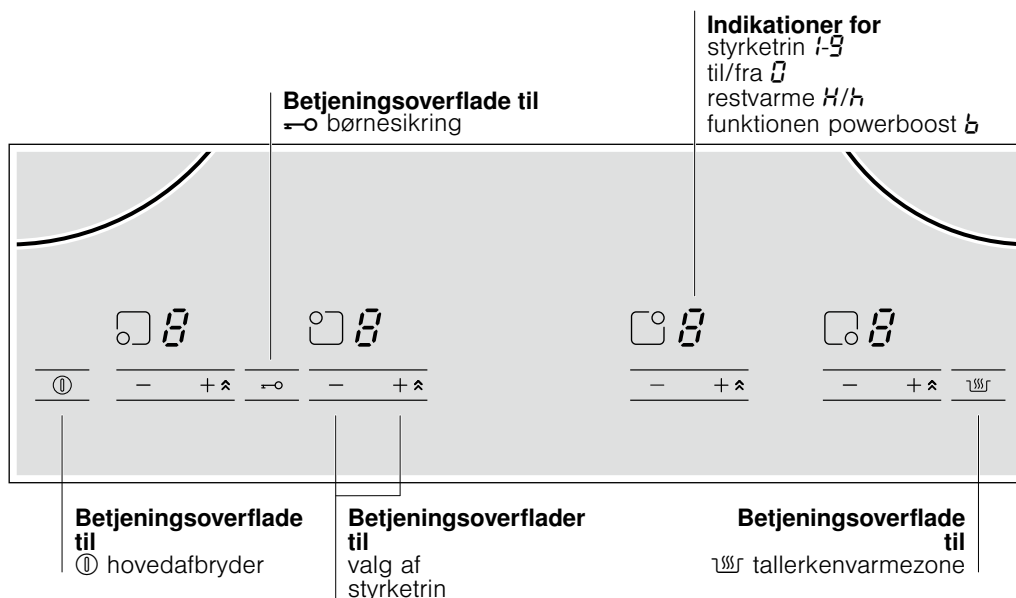 Indikationer for
styrketrin 1-9
til/fra 0
restvarme H/h
funktionen powerboost b
Betjeningsoverflade til
børnesikring
8 8 8 8
− + − + − + − +
Betjeningsoverflade
til
hovedafbryder
Betjeningsoverflader
til
valg af
styrketrin
Betjeningsoverflade
til
tallerkenvarmezone